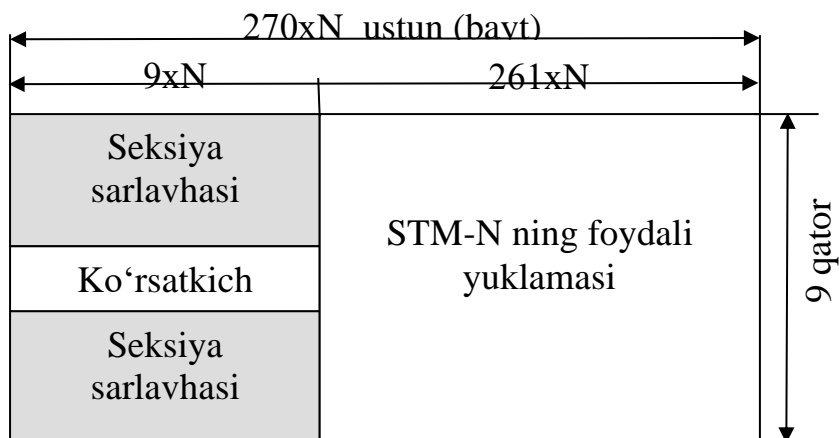 270xN ustun (bayt)
9xN
261xN
Seksiya
sarlavhasi
Ko‘rsatkich
Seksiya
sarlavhasi
STM-N ning foydali
yuklamasi
9 qator